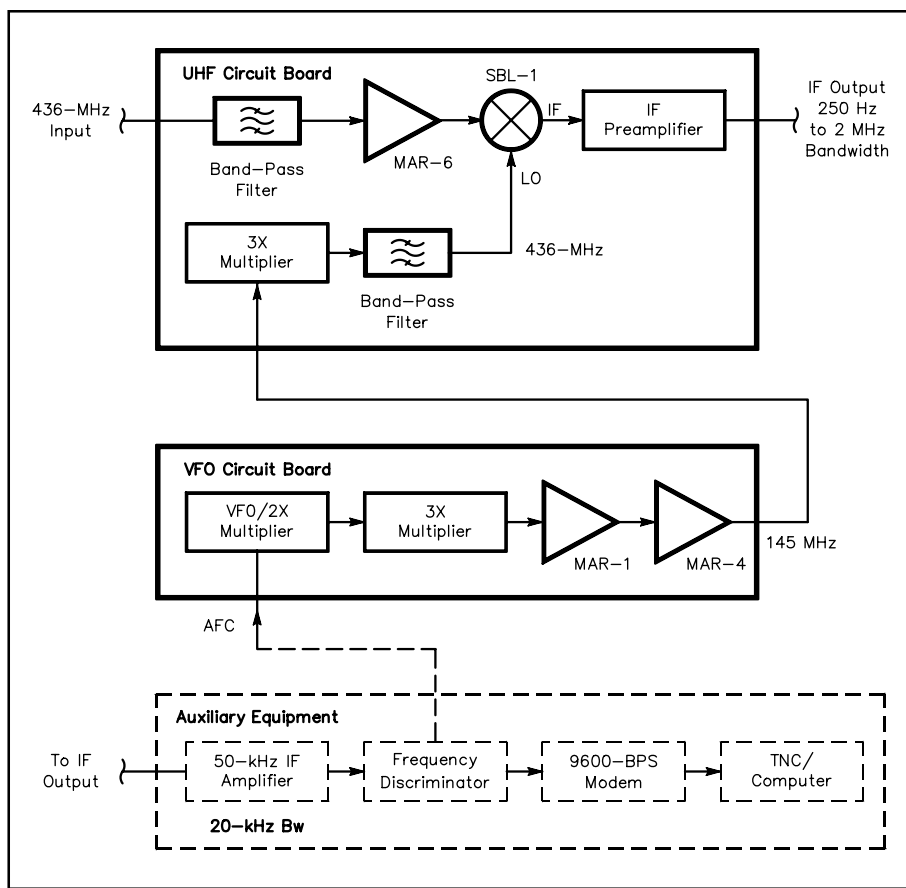 UHF Circuit Board
SBL-1
436-MHz
Input
IF
IF
Preamplifier
IF Output
250 Hz
to 2 MHz
Bandwidth
Band-Pass
Filter
MAR-6
LO
3X
Multiplier
436-MHz
Band-Pass
Filter
VFO Circuit Board
VFO/2X
Multiplier
3X
Multiplier
MAR-1
MAR-4
145 MHz
AFC
Auxiliary Equipment
To IF
Output
50-kHz IF
Amplifier
Frequency
Discriminator
9600-BPS
Modem
TNC/
Computer
20-kHz Bw